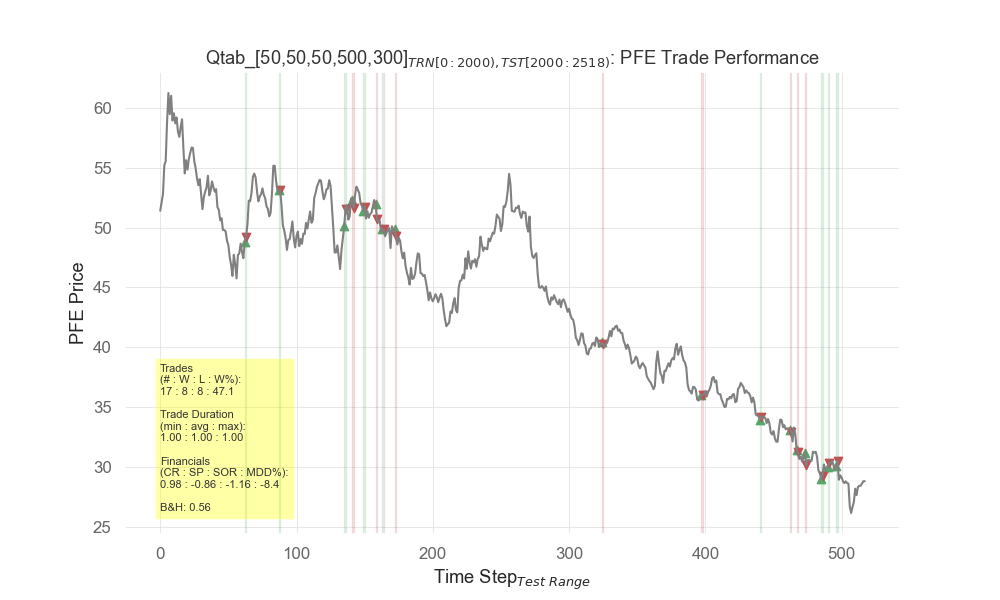 Qtab_[50,50,50,500,300]TRN[0:2000),TST[2000:2518): PFE Trade Performance
60
55
50
45
40
35
30
25
PFE Price
Trades
(# : W : L : W%):
17 : 8 : 8 : 47.1
Trade Duration
(min : avg : max):
1.00 : 1.00 : 1.00
Financials
(CR : SP : SOR : MDD%):
0.98 : -0.86 : -1.16 : -8.4
B&H: 0.56
0 100 200 300 400 500
Time StepTest Range